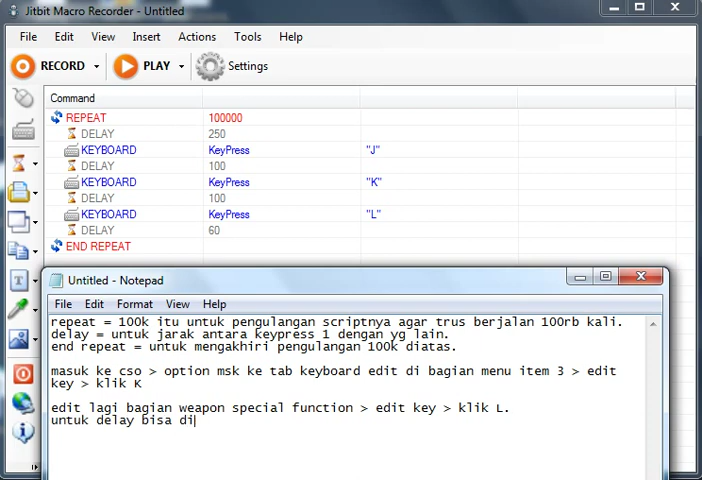 Jitbit Macro Recorder - Untitled
File Edit View Insert Actions Tools Help
RECORD PLAY Settings
Command
REPEAT 100000
DELAY 250
KEYBOARD KeyPress "J"
DELAY 100
KEYBOARD KeyPress "K"
DELAY 100
KEYBOARD KeyPress "L"
DELAY 60
END REPEAT
Untitled - Notepad
File Edit Format View Help
repeat = 100k itu untuk pengulangan scriptnya agar trus berjalan 100rb kali.
delay = untuk jarak antara keypress 1 dengan yg lain.
end repeat = untuk mengakhiri pengulangan 100k diatas.
masuk ke cso > option msk ke tab keyboard edit di bagian menu item 3 > edit
key > klik K
edit lagi bagian weapon special function > edit key > klik L.
untuk delay bisa di